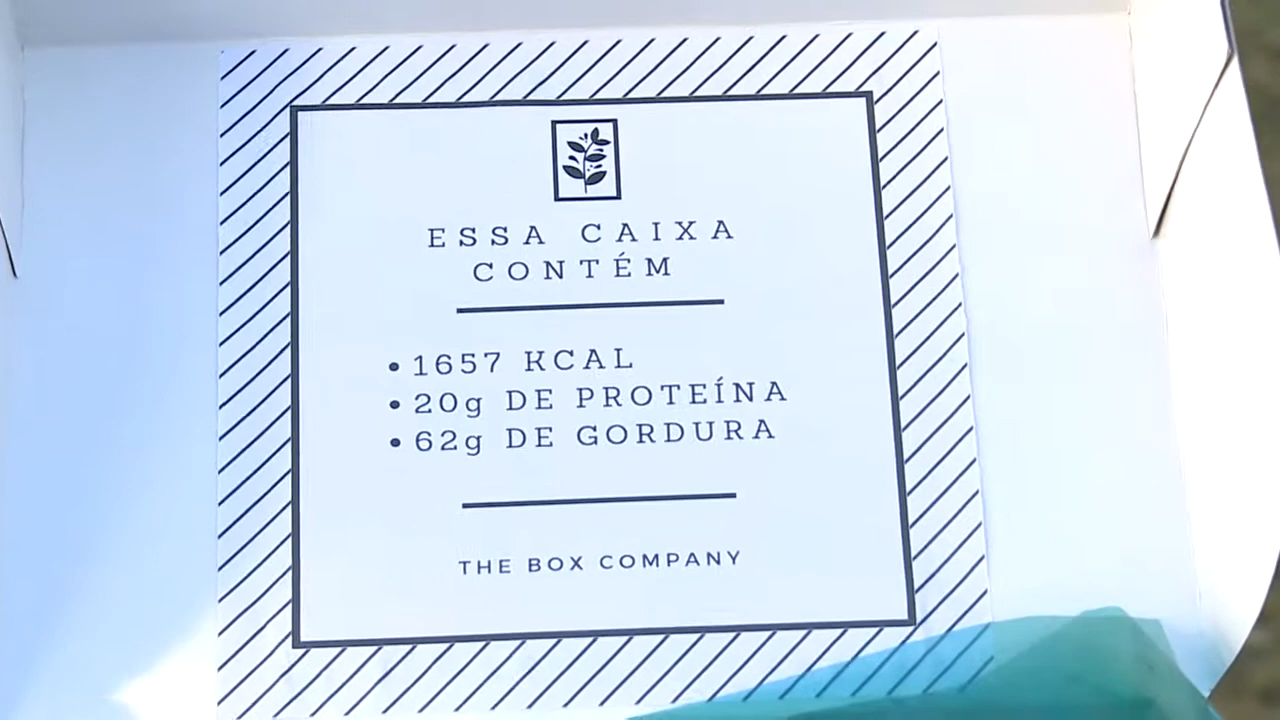 ESSA CAIXA
CONTÉM
• 1657 KCAL
• 20g DE PROTEÍNA
• 62g DE GORDURA
THE BOX COMPANY